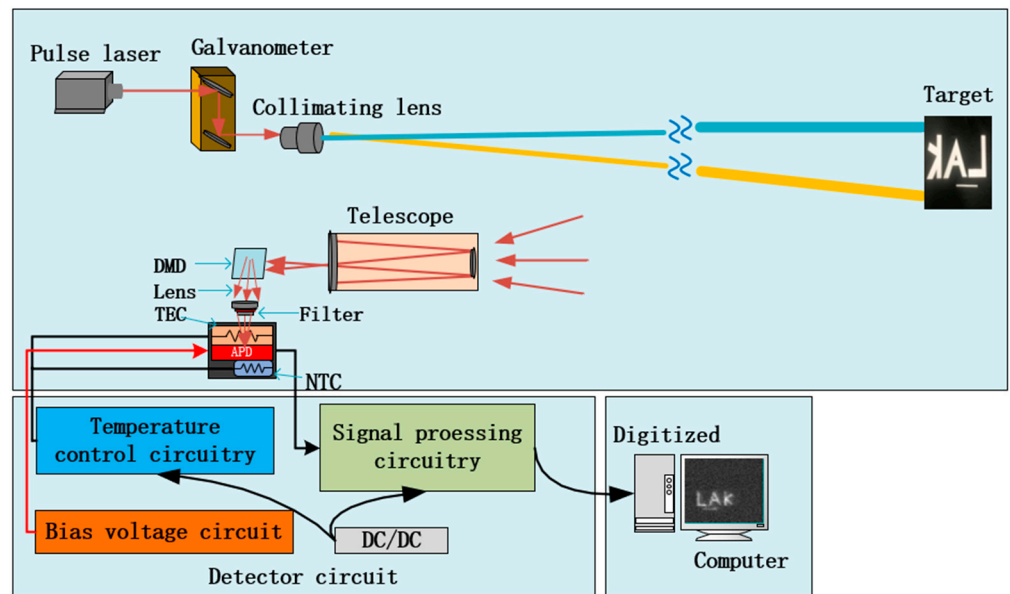 Pulse laser
Galvanometer
Collimating lens
Target
LAk
Telescope
DMD
Lens
TEC
Filter
APD
NTC
Temperature
control circuitry
Signal proessing
circuitry
Digitized
LAk
Bias voltage circuit
DC/DC
Computer
Detector circuit